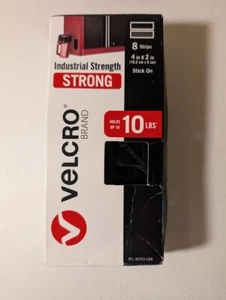 8 Strips
4 in x 2 in
Industrial Strength
STRONG
Stick On
VELCRO®
BRAND
HOLDS
UP TO
10 LBS*